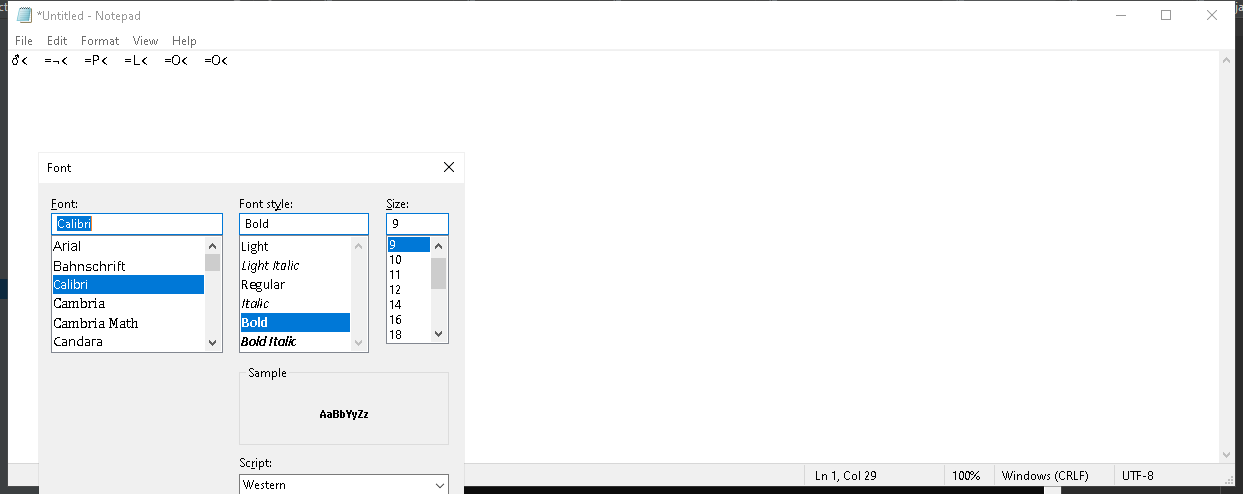 *Untitled - Notepad
File Edit Format View Help
♂< =¬< =P< =L< =O< =O<
Font
Font: Font style: Size:
Calibri Bold 9
Arial Light 9
Bahnschrift Light Italic 10
Calibri Regular 11
Cambria Italic 12
Cambria Math Bold 14
Candara Bold Italic 16
18
Sample
AaBbYyZz
Script:
Western
Ln 1, Col 29 100% Windows (CRLF) UTF-8